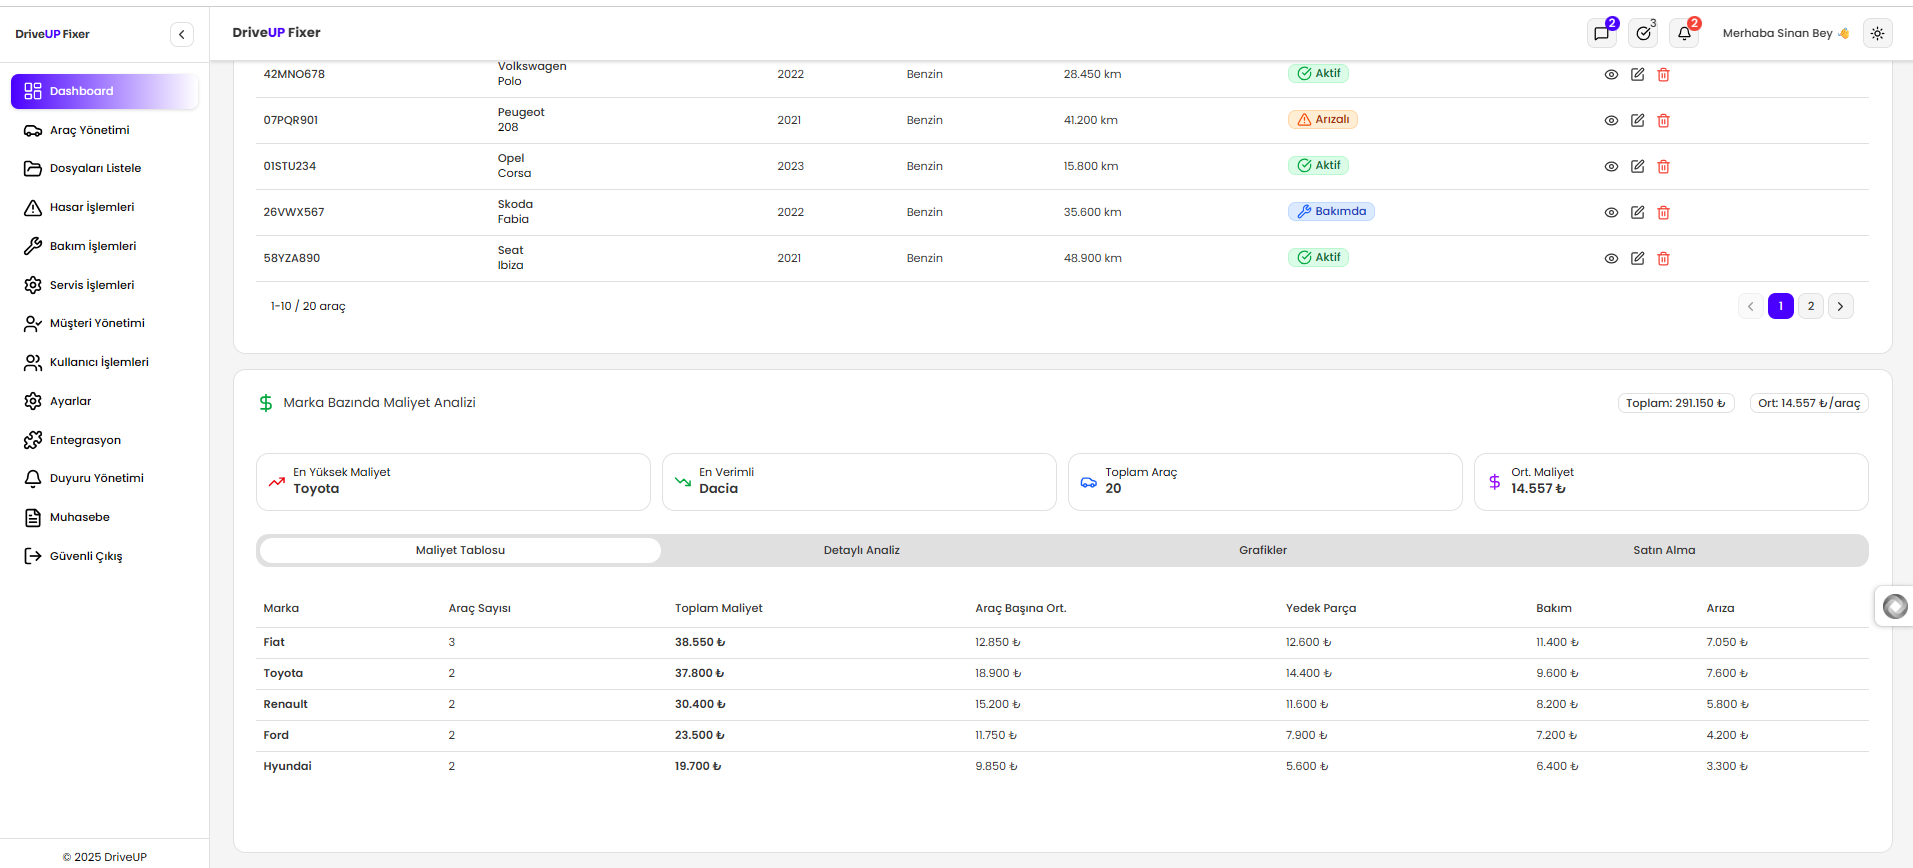 DriveUP Fixer
Dashboard
Araç Yönetimi
Dosyaları Listele
Hasar İşlemleri
Bakım İşlemleri
Servis İşlemleri
Müşteri Yönetimi
Kullanıcı İşlemleri
Ayarlar
Entegrasyon
Duyuru Yönetimi
Muhasebe
Güvenli Çıkış
© 2025 DriveUP
DriveUP Fixer
2 3 2 Merhaba Sinan Bey 👋
42MNO678 Volkswagen Polo 2022 Benzin 28.450 km Aktif
07PQR901 Peugeot 208 2021 Benzin 41.200 km Arızalı
01STU234 Opel Corsa 2023 Benzin 15.800 km Aktif
26VWX567 Skoda Fabia 2022 Benzin 35.600 km Bakımda
58YZA890 Seat Ibiza 2021 Benzin 48.900 km Aktif
1-10 / 20 araç 1 2
Marka Bazında Maliyet Analizi Toplam: 291.150 ₺ Ort: 14.557 ₺/araç
En Yüksek Maliyet
Toyota
En Verimli
Dacia
Toplam Araç
20
Ort. Maliyet
14.557 ₺
Maliyet Tablosu Detaylı Analiz Grafikler Satın Alma
Marka Araç Sayısı Toplam Maliyet Araç Başına Ort. Yedek Parça Bakım Arıza
Fiat 3 38.550 ₺ 12.850 ₺ 12.600 ₺ 11.400 ₺ 7.050 ₺
Toyota 2 37.800 ₺ 18.900 ₺ 14.400 ₺ 9.600 ₺ 7.600 ₺
Renault 2 30.400 ₺ 15.200 ₺ 11.600 ₺ 8.200 ₺ 5.800 ₺
Ford 2 23.500 ₺ 11.750 ₺ 7.900 ₺ 7.200 ₺ 4.200 ₺
Hyundai 2 19.700 ₺ 9.850 ₺ 5.600 ₺ 6.400 ₺ 3.300 ₺